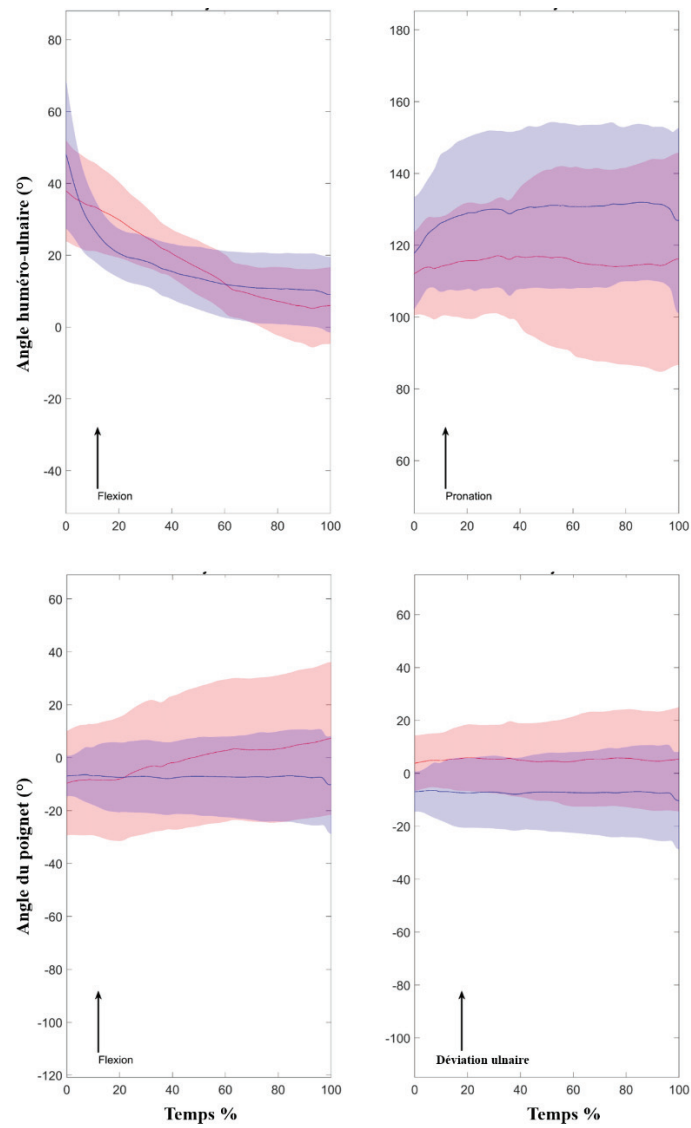 80
60
40
20
0
-20
-40
Angle huméro-ulnaire (°)
Flexion
0 20 40 60 80 100
180
160
140
120
100
80
60
Pronation
0 20 40 60 80 100
60
40
20
0
-20
-40
-60
-80
-100
-120
Angle du poignet (°)
Flexion
0 20 40 60 80 100
Temps %
60
40
20
0
-20
-40
-60
-80
-100
Déviation ulnaire
0 20 40 60 80 100
Temps %